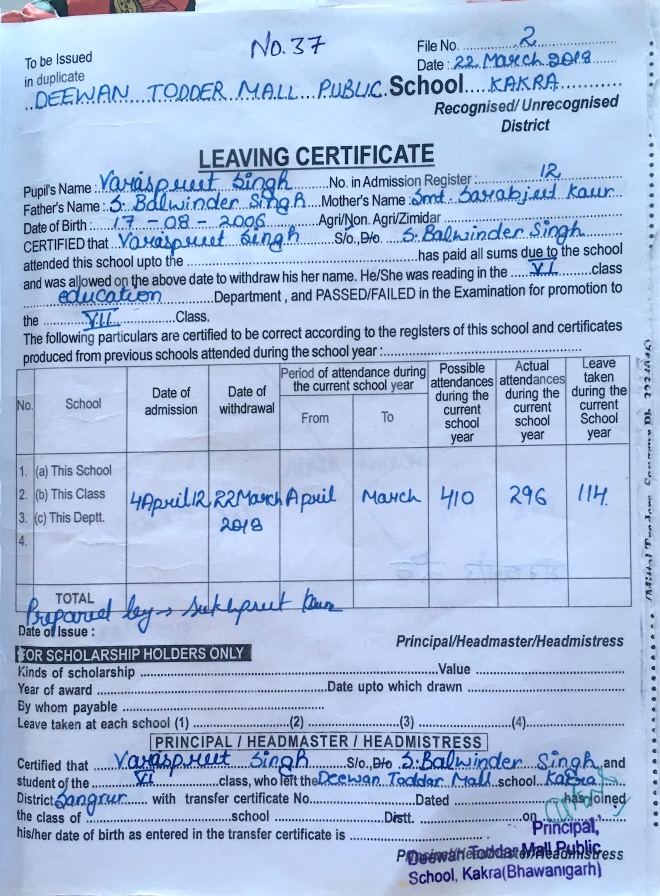 No. 37
To be Issued
in duplicate
File No. 2
Date : 22 March 2018
DEEWAN TODDER MALL PUBLIC School KAKRA
Recognised/ Unrecognised
District
LEAVING CERTIFICATE
Pupil's Name : Varaspreet Singh No. in Admission Register : 12
Father's Name : S. Balwinder Singh Mother's Name : Smt. Sarabjeet Kaur
Date of Birth : 17 - 08 - 2006 Agri/Non. Agri/Zimidar
CERTIFIED that Varaspreet Singh S/o., D/o. S. Balwinder Singh
attended this school upto the has paid all sums due to the school
and was allowed on the above date to withdraw his her name. He/She was reading in the VI class
education Department , and PASSED/FAILED in the Examination for promotion to
the VII Class.
The following particulars are certified to be correct according to the registers of this school and certificates
produced from previous schools attended during the school year :
No. School Date of admission Date of withdrawal Period of attendance during the current school year From To Possible attendances during the current school year Actual attendances during the current school year Leave taken during the current School year
1. (a) This School
2. (b) This Class 4 April 12 22 March 2018 April March 410 296 114
3. (c) This Deptt.
4.
TOTAL
Prepared by → Sukhpreet Kaur
Date of Issue :
Principal/Headmaster/Headmistress
FOR SCHOLARSHIP HOLDERS ONLY
Kinds of scholarship Value
Year of award Date upto which drawn
By whom payable
Leave taken at each school (1) (2) (3) (4)
PRINCIPAL / HEADMASTER / HEADMISTRESS
Certified that Varaspreet Singh S/o., D/o S. Balwinder Singh and
student of the VI class, who left the Deewan Toddar Mall school. Kakra
District Sangrur with transfer certificate No. Dated has joined
the class of school Distt. on
his/her date of birth as entered in the transfer certificate is
Principal/Headmaster/Headmistress
Principal,
Deewan Toddar Mall Public
School, Kakra(Bhawanigarh)